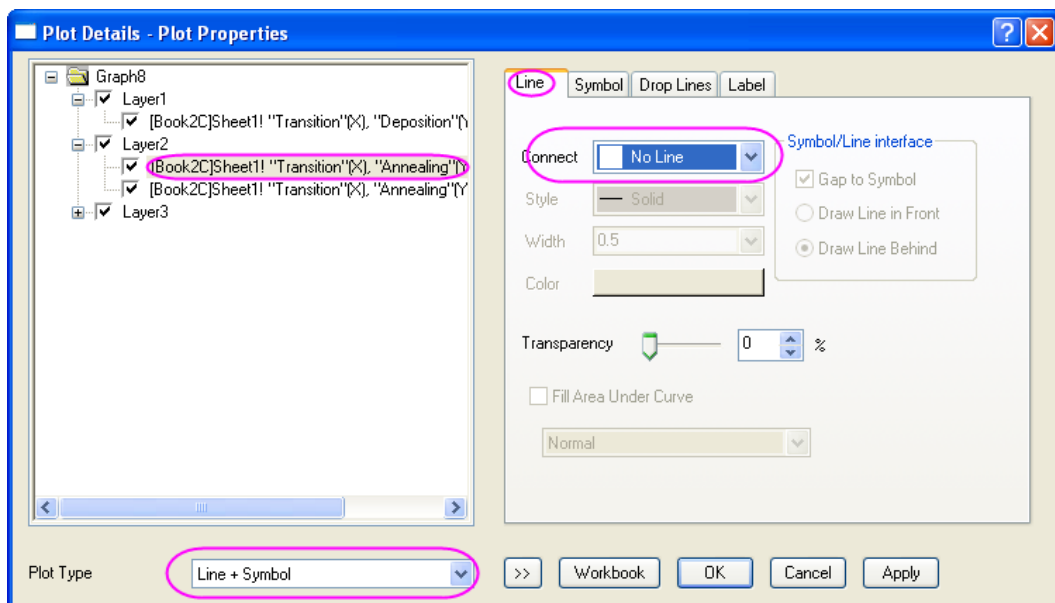 Plot Details - Plot Properties
Graph8
Layer1
[Book2C]Sheet1! "Transition"(X), "Deposition"(Y
Layer2
[Book2C]Sheet1! "Transition"(X), "Annealing"(Y
[Book2C]Sheet1! "Transition"(X), "Annealing"(Y
Layer3
Line Symbol Drop Lines Label
Connect No Line
Style Solid
Width 0.5
Color
Symbol/Line interface
Gap to Symbol
Draw Line in Front
Draw Line Behind
Transparency 0 %
Fill Area Under Curve
Normal
Plot Type Line + Symbol >> Workbook OK Cancel Apply